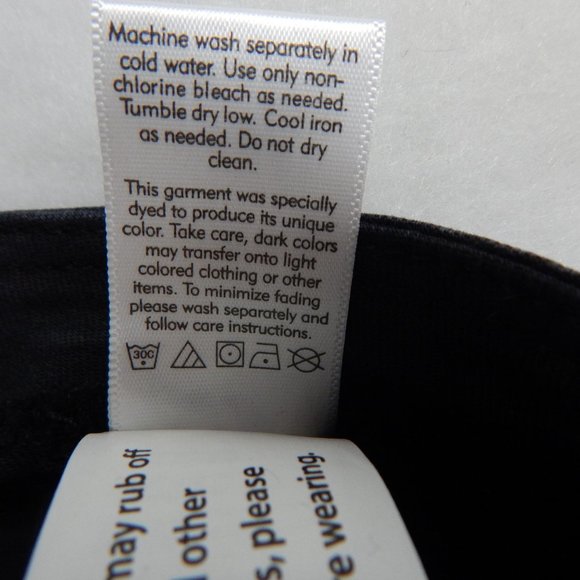 Machine wash separately in
cold water. Use only non-
chlorine bleach as needed.
Tumble dry low. Cool iron
as needed. Do not dry
clean.
This garment was specially
dyed to produce its unique
color. Take care, dark colors
may transfer onto light
colored clothing or other
items. To minimize fading
please wash separately and
follow care instructions.
30C
may rub off
other
s, please
e wearing.